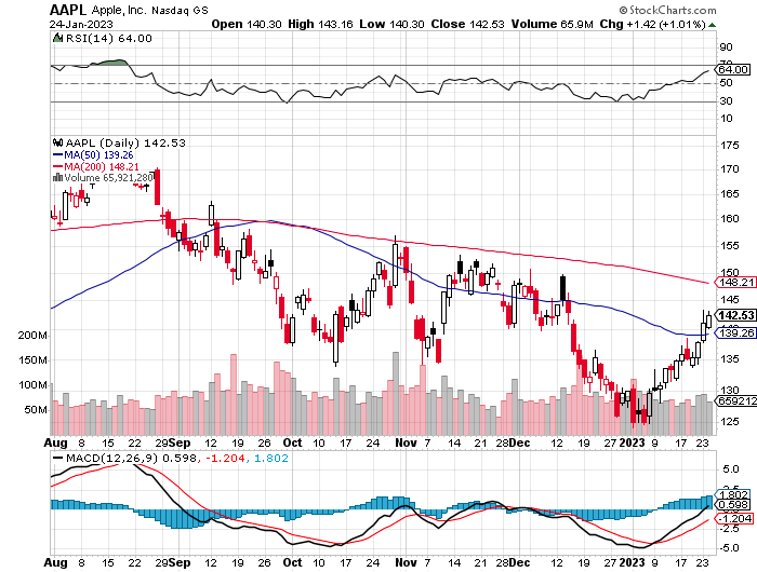 AAPL Apple, Inc. Nasdaq GS
© StockCharts.com
24-Jan-2023
Open 140.30 High 143.16 Low 140.30 Close 142.53 Volume 65.9M Chg +1.42 (+1.01%)
RSI(14) 64.00
90
70
64.00
50
30
10
AAPL (Daily) 142.53
MA(50) 139.26
MA(200) 148.21
Volume 65,921,280
175
170
165
160
155
150
148.21
145
142.53
139.26
135
130
659212
125
200M
150M
100M
50M
Aug 8 15 22 29 Sep 12 19 26 Oct 10 17 24 Nov 7 14 21 28 Dec 12 19 27 2023 9 17 23
MACD(12,26,9) 0.598, -1.204, 1.802
5.0
1.802
0.598
-1.204
-2.5
-5.0
Aug 8 15 22 29 Sep 12 19 26 Oct 10 17 24 Nov 7 14 21 28 Dec 12 19 27 2023 9 17 23